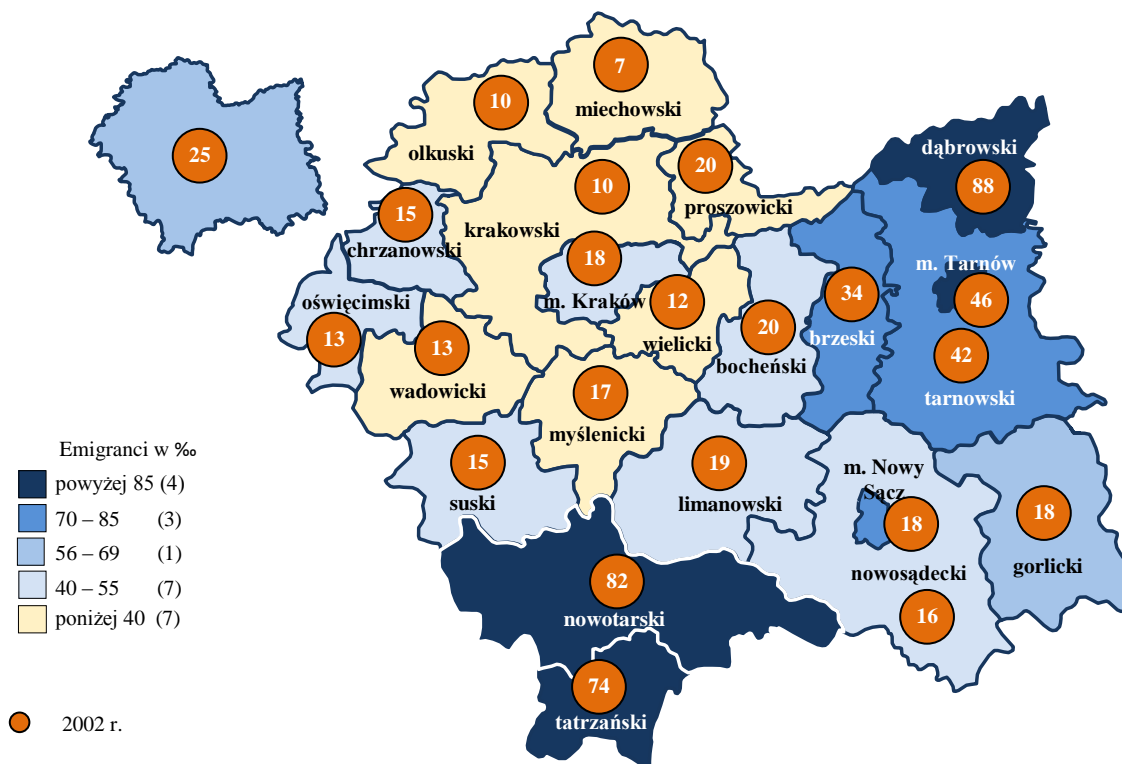 7
miechowski
10
olkuski
25
10
krakowski
20
proszowicki
dąbrowski
88
15
chrzanowski
18
m. Kraków
m. Tarnów
46
oświęcimski
13
12
wielicki
34
brzeski
20
bocheński
42
tarnowski
13
wadowicki
17
myślenicki
Emigranci w ‰
powyżej 85 (4)
70 – 85 (3)
56 – 69 (1)
40 – 55 (7)
poniżej 40 (7)
15
suski
19
limanowski
m. Nowy
Sącz
18
nowosądecki
16
18
gorlicki
82
nowotarski
74
tatrzański
2002 r.